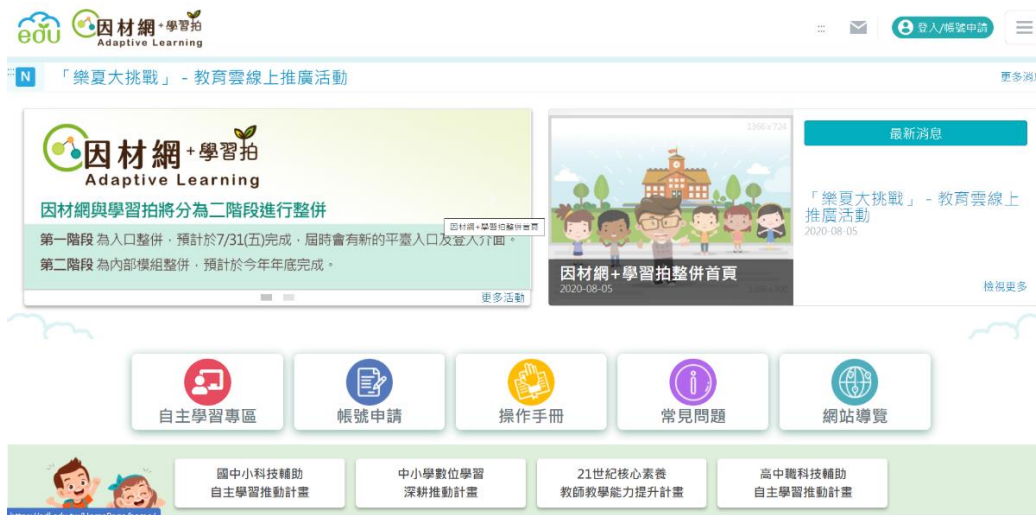 edu 因材網+學習拍
Adaptive Learning
登入/帳號申請
N 「樂夏大挑戰」 - 教育雲線上推廣活動
更多消息
因材網+學習拍
Adaptive Learning
因材網與學習拍將分為二階段進行整併
第一階段 為入口整併，預計於7/31(五)完成，屆時會有新的平臺入口及登入介面。
第二階段 為內部模組整併，預計於今年年底完成。
因材網+學習拍整併首頁
更多活動
1366 x 724
因材網+學習拍整併首頁
2020-08-05
最新消息
「樂夏大挑戰」 - 教育雲線上
推廣活動
2020-08-05
檢視更多
自主學習專區
帳號申請
操作手冊
常見問題
網站導覽
國中小科技輔助
自主學習推動計畫
中小學數位學習
深耕推動計畫
21世紀核心素養
教師教學能力提升計畫
高中職科技輔助
自主學習推動計畫